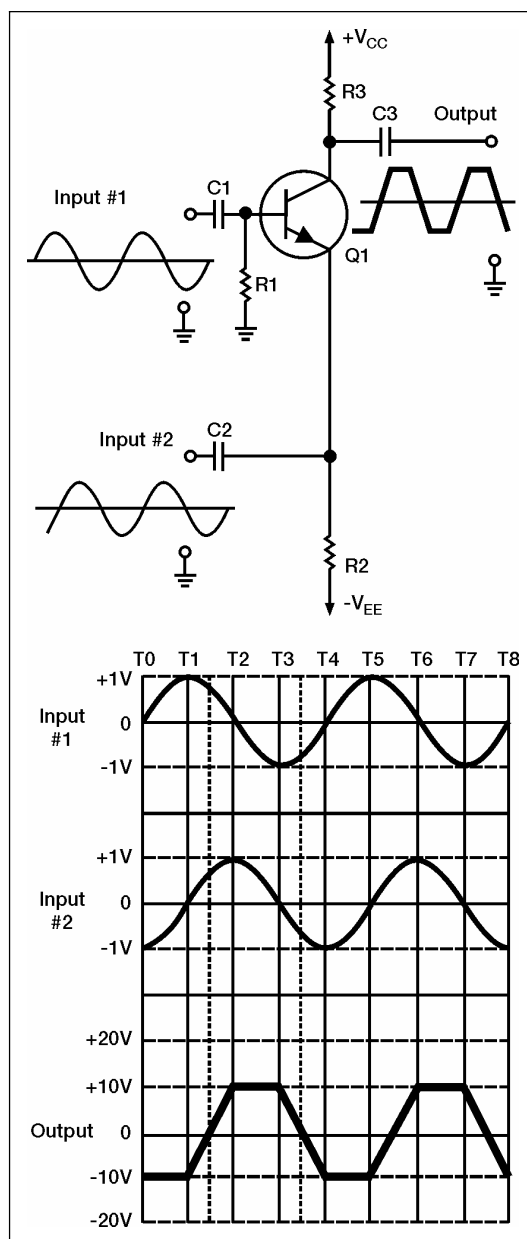 +VCC
R3
C3
Output
Input #1
C1
Q1
R1
Input #2
C2
R2
-VEE
T0 T1 T2 T3 T4 T5 T6 T7 T8
+1V
Input
#1
0
-1V
+1V
Input
#2
0
-1V
+20V
+10V
Output 0
-10V
-20V